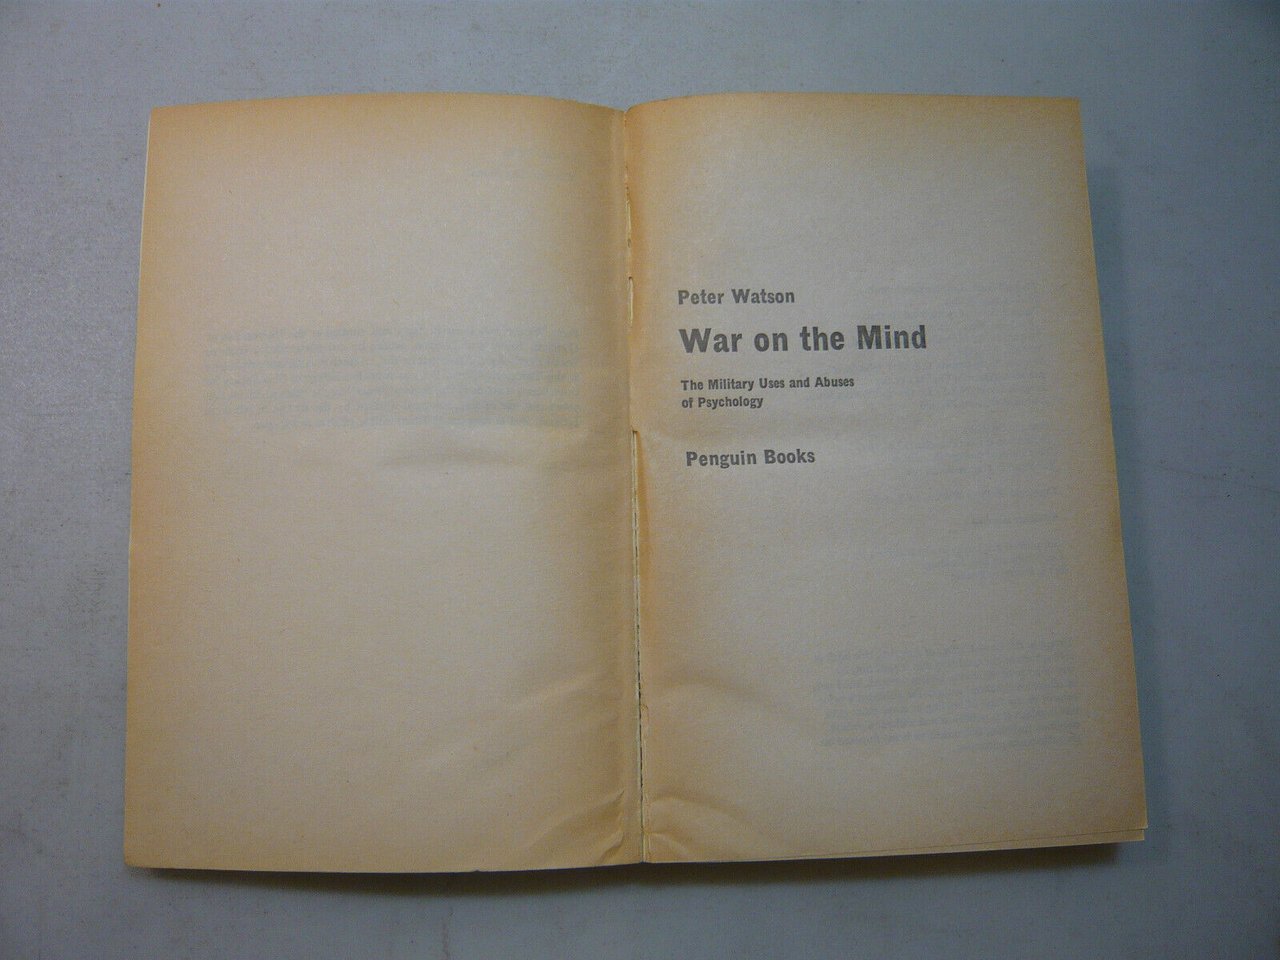 Peter Watson
War on the Mind
The Military Uses and Abuses
of Psychology
Penguin Books